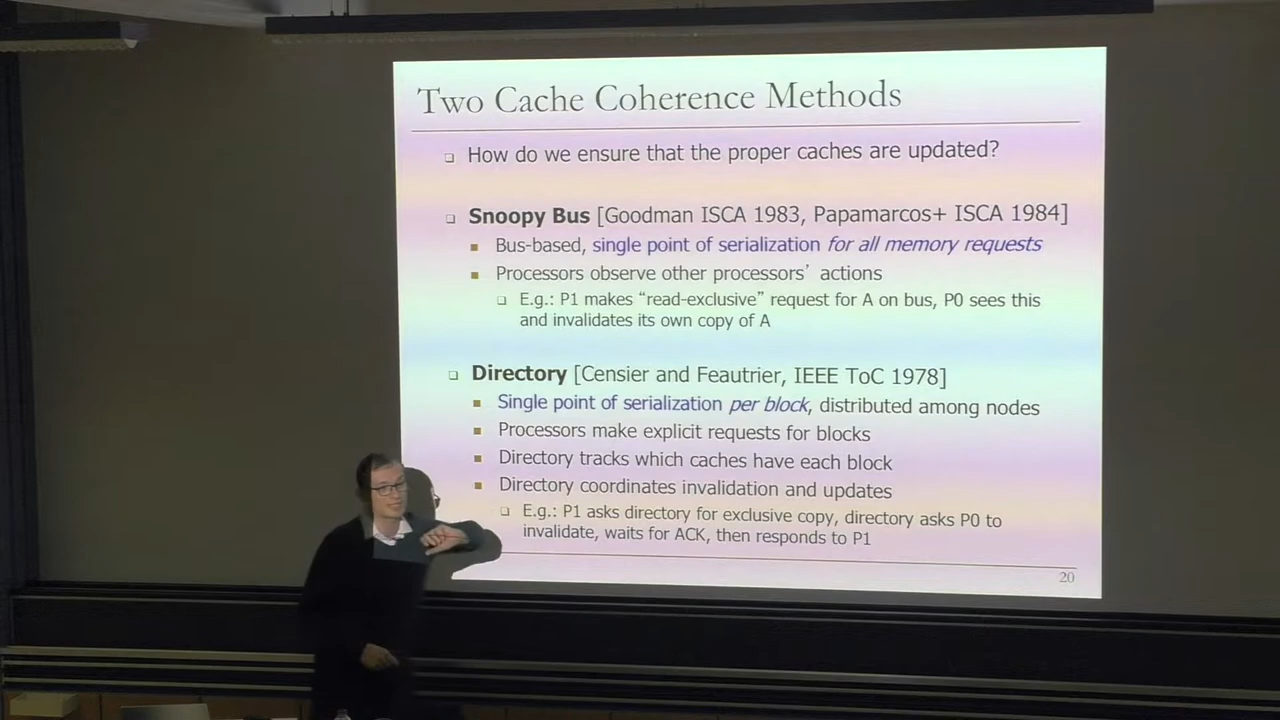 Two Cache Coherence Methods
How do we ensure that the proper caches are updated?
Snoopy Bus [Goodman ISCA 1983, Papamarcos+ ISCA 1984]
Bus-based, single point of serialization for all memory requests
Processors observe other processors’ actions
E.g.: P1 makes “read-exclusive” request for A on bus, P0 sees this
and invalidates its own copy of A
Directory [Censier and Feautrier, IEEE ToC 1978]
Single point of serialization per block, distributed among nodes
Processors make explicit requests for blocks
Directory tracks which caches have each block
Directory coordinates invalidation and updates
E.g.: P1 asks directory for exclusive copy, directory asks P0 to
invalidate, waits for ACK, then responds to P1
20